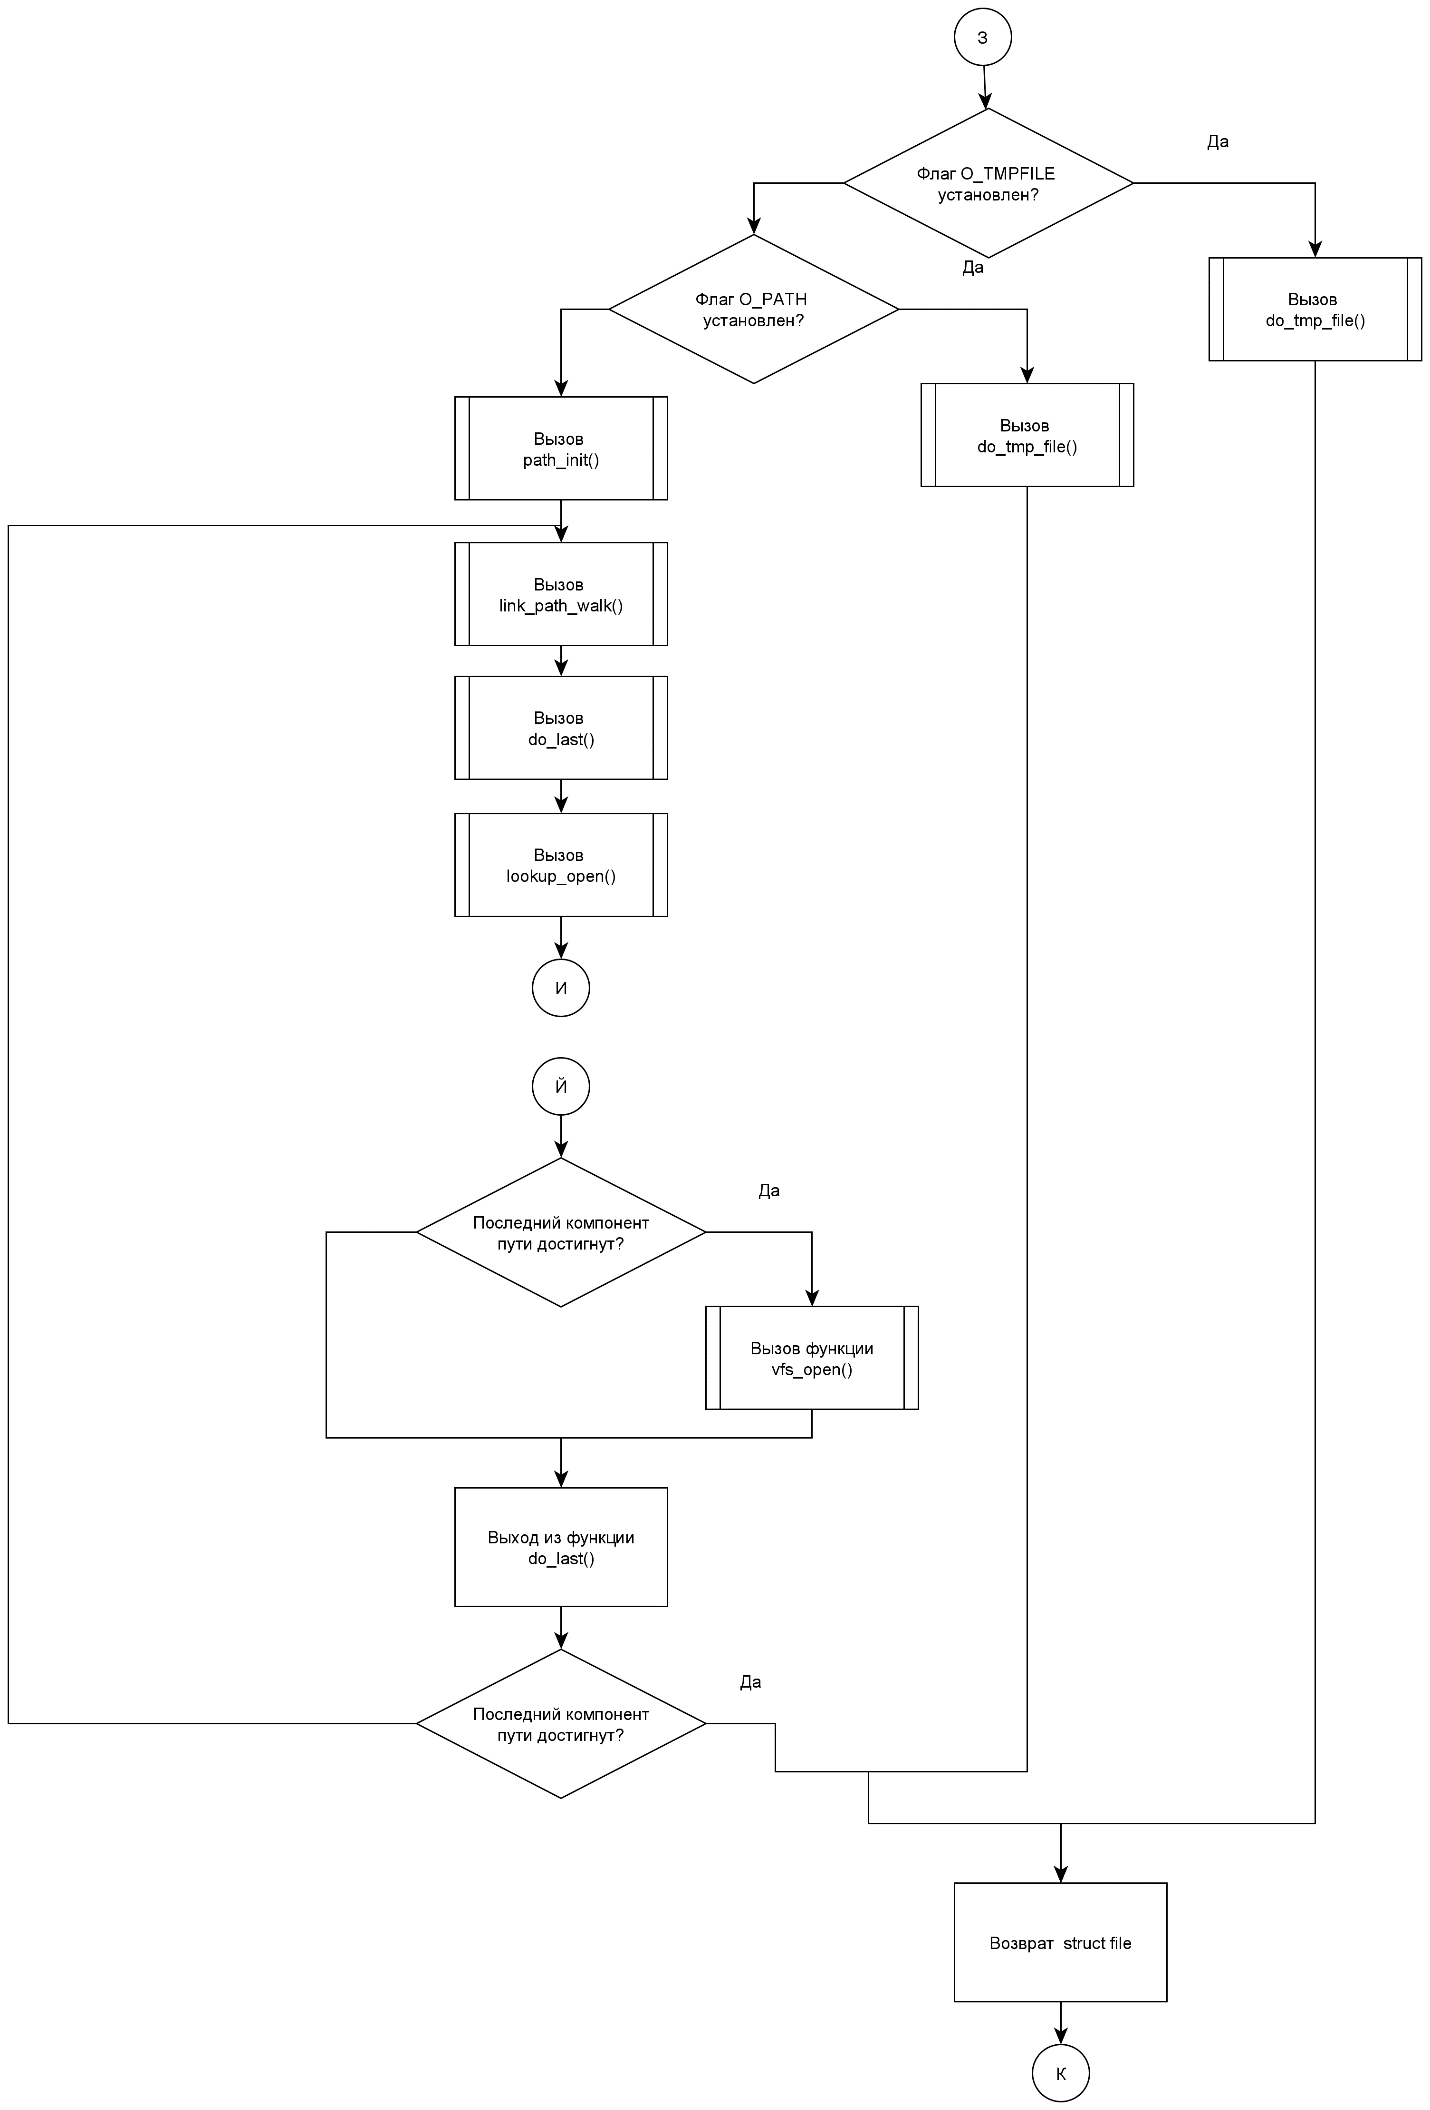 З
Да
Флаг O_TMPFILE
установлен?
Да
Флаг O_PATH
установлен?
Вызов
do_tmp_file()
Вызов
do_tmp_file()
Вызов
path_init()
Вызов
link_path_walk()
Вызов
do_last()
Вызов
lookup_open()
И
Й
Да
Последний компонент
пути достигнут?
Вызов функции
vfs_open()
Выход из функции
do_last()
Да
Последний компонент
пути достигнут?
Возврат struct file
К